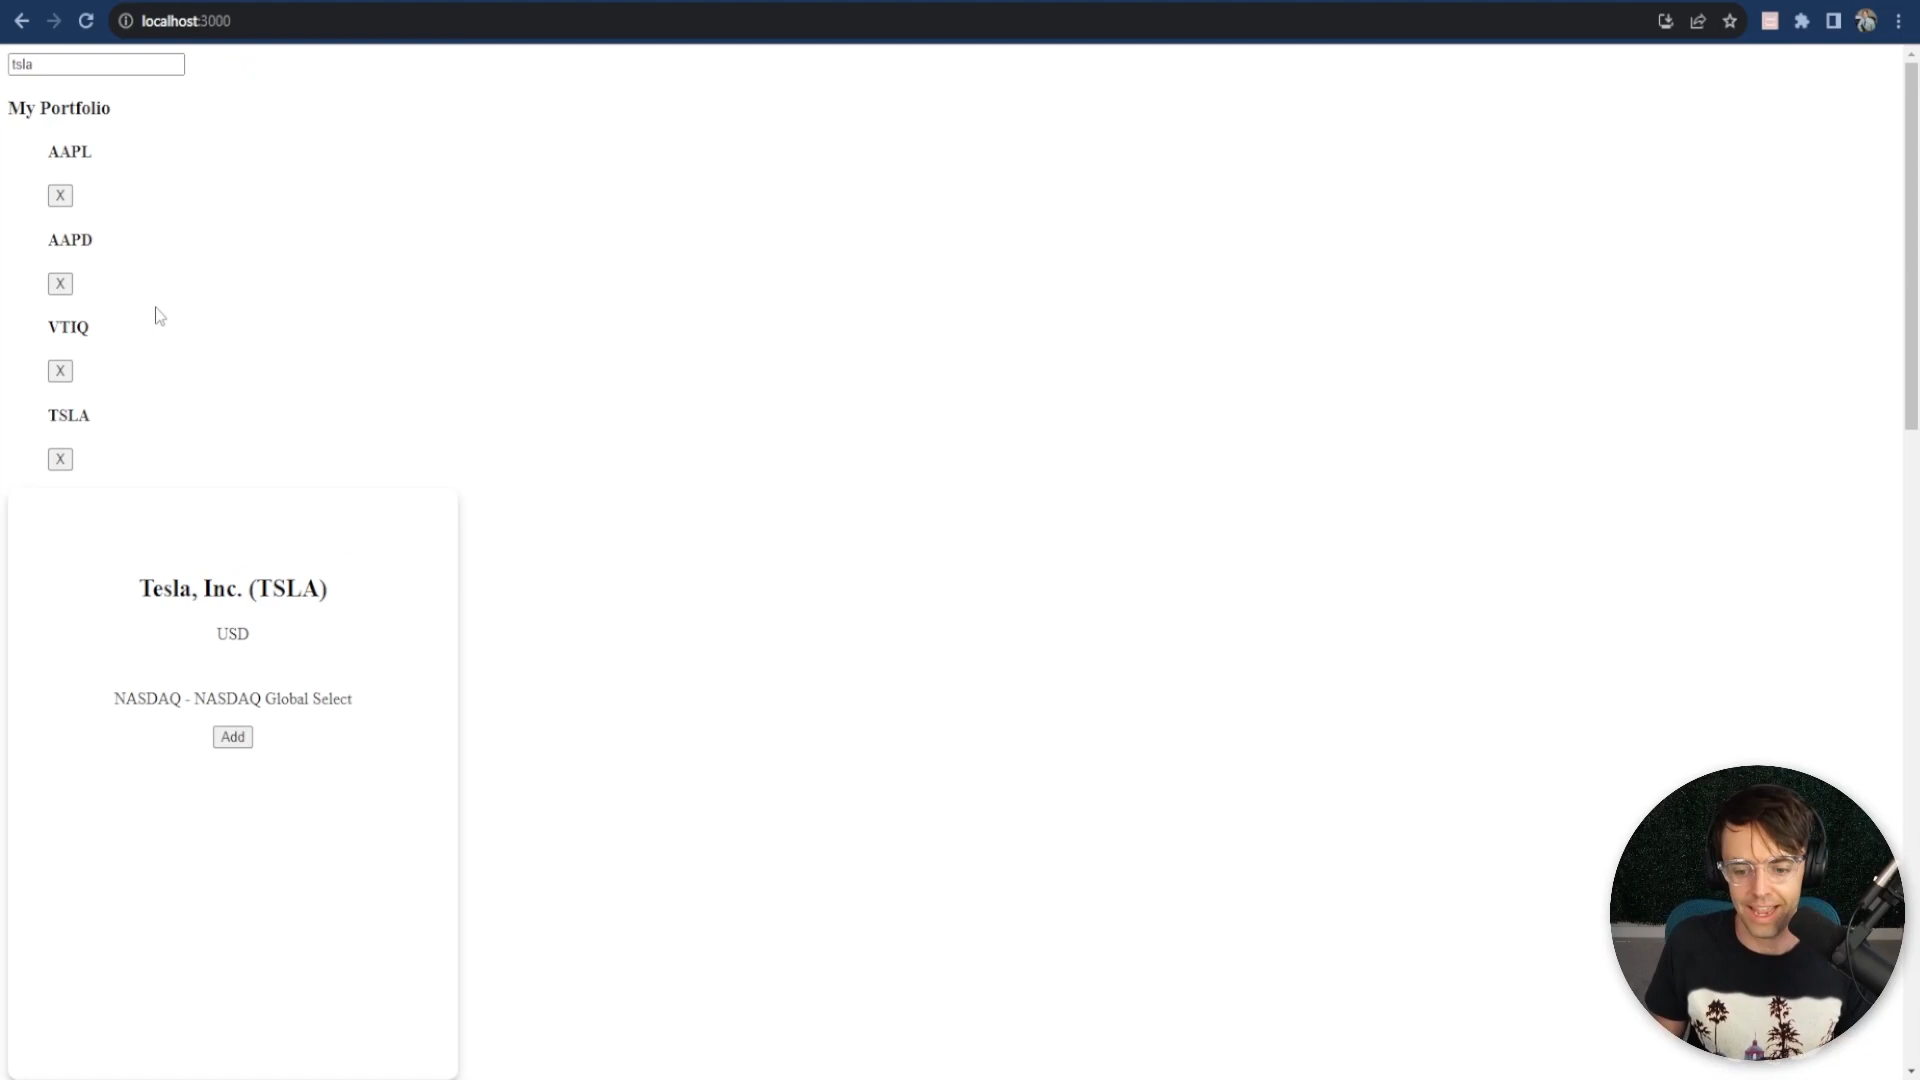 localhost:3000
tsla
My Portfolio
AAPL
X
AAPD
X
VTIQ
X
TSLA
X
Tesla, Inc. (TSLA)
USD
NASDAQ - NASDAQ Global Select
Add